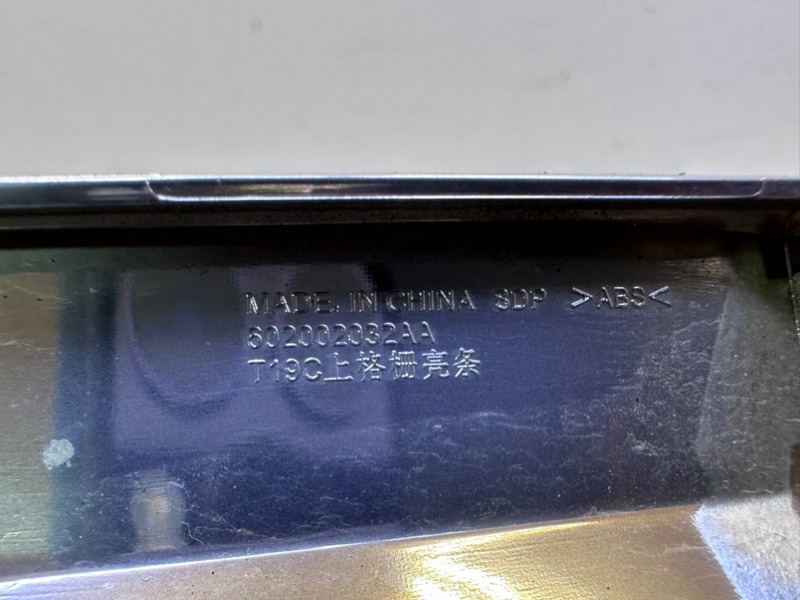 MADE IN CHINA SDP >ABS<
602002032AA
T19C上格栅亮条